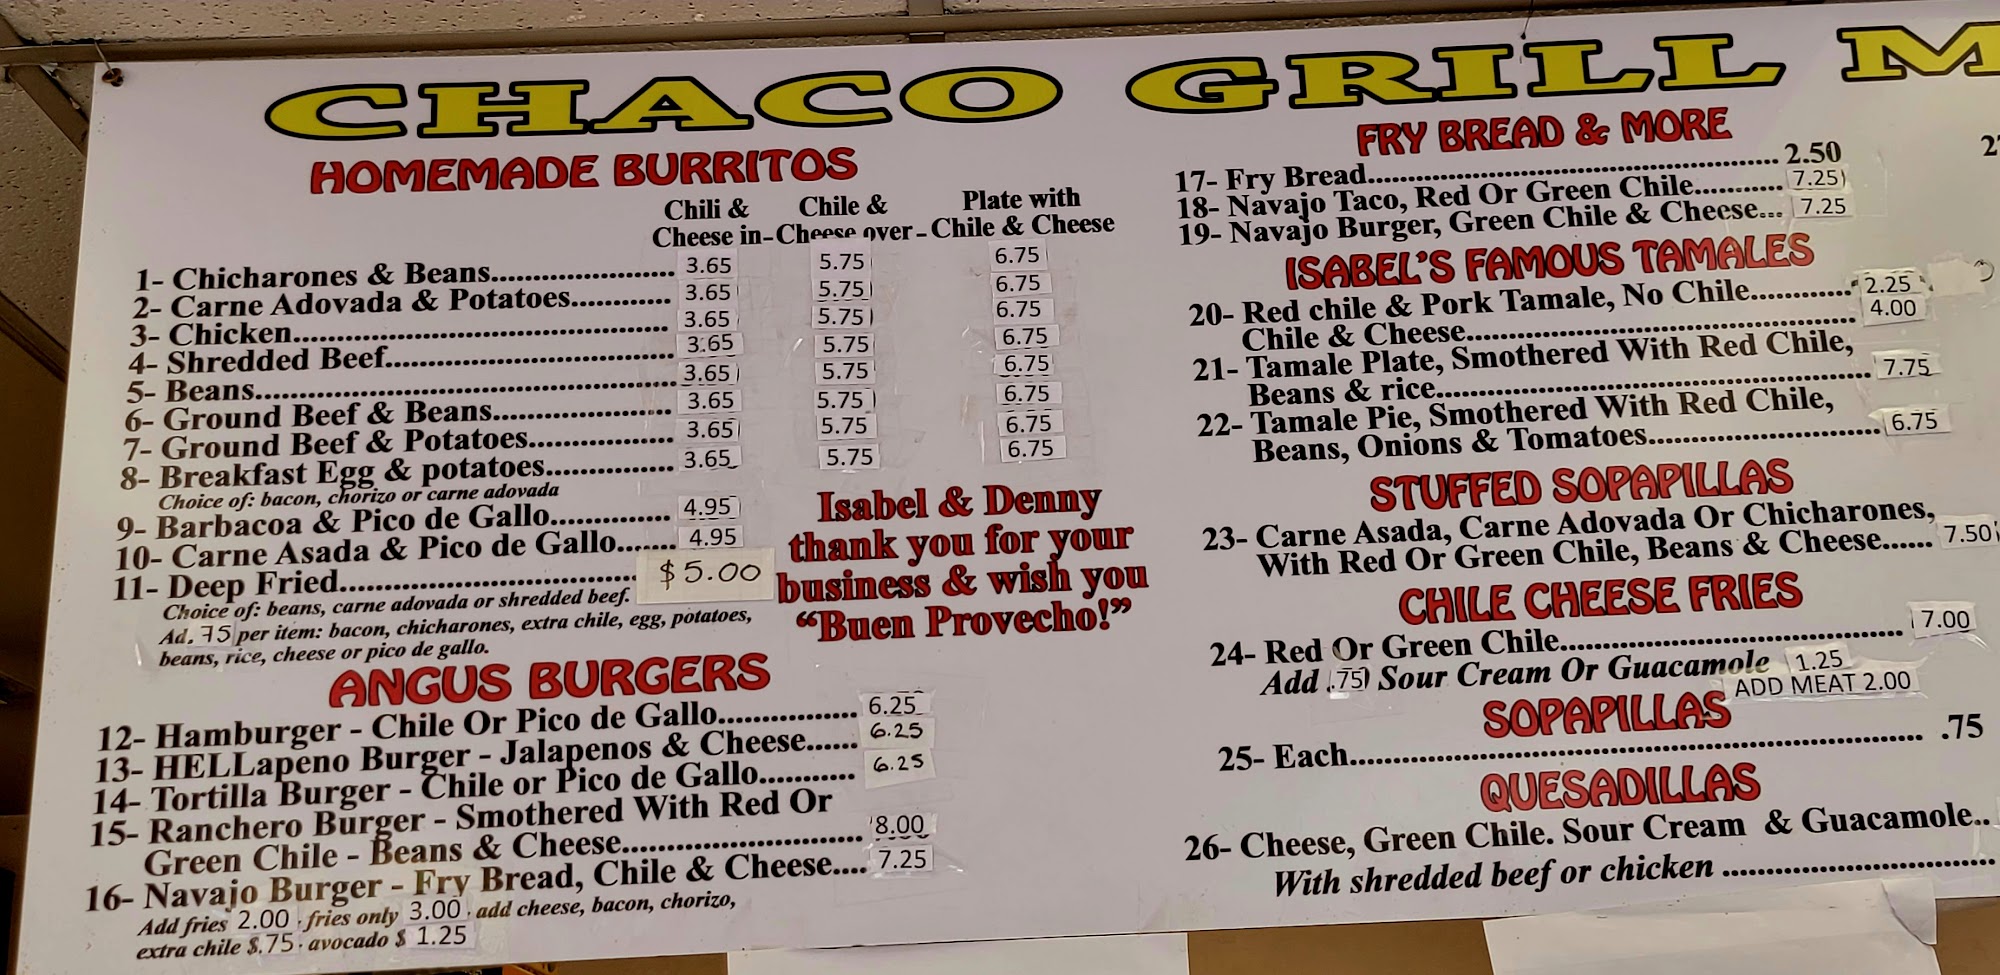 CHACO GRILL M
HOMEMADE BURRITOS
Chili & Chile & Plate with
Cheese in- Cheese over - Chile & Cheese
1- Chicharones & Beans.......... 3.65 5.75 6.75
2- Carne Adovada & Potatoes.......... 3.65 5.75 6.75
3- Chicken.......... 3.65 5.75 6.75
4- Shredded Beef.......... 3.65 5.75 6.75
5- Beans.......... 3.65 5.75 6.75
6- Ground Beef & Beans.......... 3.65 5.75 6.75
7- Ground Beef & Potatoes.......... 3.65 5.75 6.75
8- Breakfast Egg & potatoes.......... 3.65 5.75 6.75
Choice of: bacon, chorizo or carne adovada
9- Barbacoa & Pico de Gallo.......... 4.95
10- Carne Asada & Pico de Gallo....... 4.95
11- Deep Fried.......... $5.00
Choice of: beans, carne adovada or shredded beef.
Ad. 75 per item: bacon, chicharones, extra chile, egg, potatoes,
beans, rice, cheese or pico de gallo.
Isabel & Denny
thank you for your
business & wish you
"Buen Provecho!"
ANGUS BURGERS
12- Hamburger - Chile Or Pico de Gallo.......... 6.25
13- HELLapeno Burger - Jalapenos & Cheese...... 6.25
14- Tortilla Burger - Chile or Pico de Gallo.......... 6.25
15- Ranchero Burger - Smothered With Red Or
Green Chile - Beans & Cheese.......... 8.00
16- Navajo Burger - Fry Bread, Chile & Cheese.... 7.25
Add fries 2.00 · fries only 3.00 · add cheese, bacon, chorizo,
extra chile $.75 · avocado $ 1.25
FRY BREAD & MORE
17- Fry Bread.......... 2.50
18- Navajo Taco, Red Or Green Chile.......... 7.25
19- Navajo Burger, Green Chile & Cheese... 7.25
ISABEL'S FAMOUS TAMALES
20- Red chile & Pork Tamale, No Chile.......... 2.25
Chile & Cheese.......... 4.00
21- Tamale Plate, Smothered With Red Chile,
Beans & rice.......... 7.75
22- Tamale Pie, Smothered With Red Chile,
Beans, Onions & Tomatoes.......... 6.75
STUFFED SOPAPILLAS
23- Carne Asada, Carne Adovada Or Chicharones,
With Red Or Green Chile, Beans & Cheese...... 7.50
CHILE CHEESE FRIES
24- Red Or Green Chile.......... 7.00
Add .75 Sour Cream Or Guacamole 1.25
ADD MEAT 2.00
SOPAPILLAS
25- Each.......... .75
QUESADILLAS
26- Cheese, Green Chile. Sour Cream & Guacamole..
With shredded beef or chicken ..........